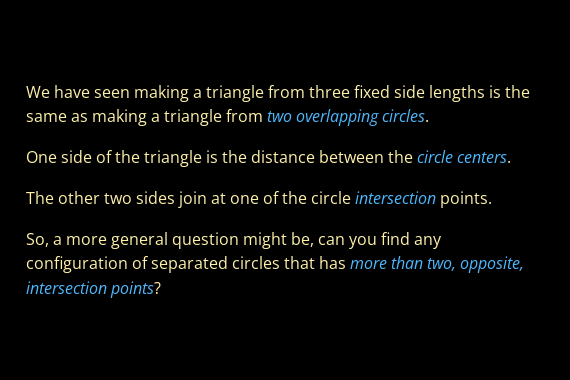 We have seen making a triangle from three fixed side lengths is the
same as making a triangle from two overlapping circles.
One side of the triangle is the distance between the circle centers.
The other two sides join at one of the circle intersection points.
So, a more general question might be, can you find any
configuration of separated circles that has more than two, opposite,
intersection points?